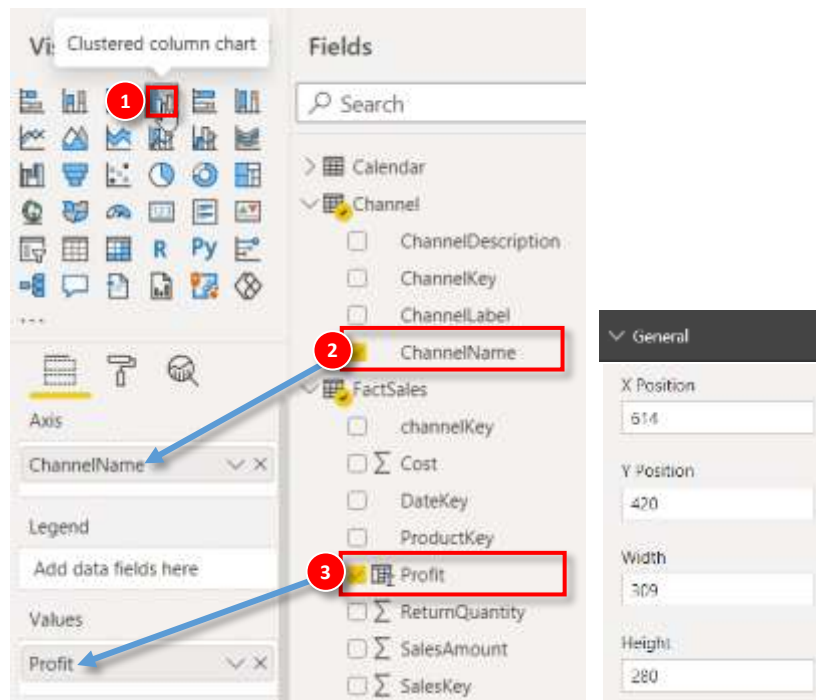 Vi
Clustered column chart
1
R
Py
...
Axis
ChannelName
Legend
Add data fields here
Values
Profit
Fields
Search
Calendar
Channel
ChannelDescription
ChannelKey
ChannelLabel
2
ChannelName
FactSales
channelKey
Σ Cost
DateKey
ProductKey
3
Profit
Σ ReturnQuantity
Σ SalesAmount
Σ SalesKey
General
X Position
614
Y Position
420
Width
309
Height
280